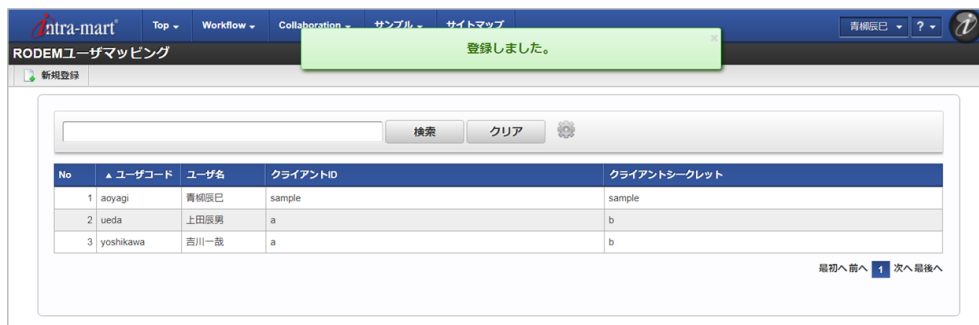 intra-mart Top Workflow Collaboration サンプル サイトマップ 青柳辰巳 ?
登録しました。 ×
RODEMユーザマッピング
新規登録
検索 クリア
No ▲ ユーザコード ユーザ名 クライアントID クライアントシークレット
1 aoyagi 青柳辰巳 sample sample
2 ueda 上田辰男 a b
3 yoshikawa 吉川一哉 a b
最初へ 前へ 1 次へ 最後へ